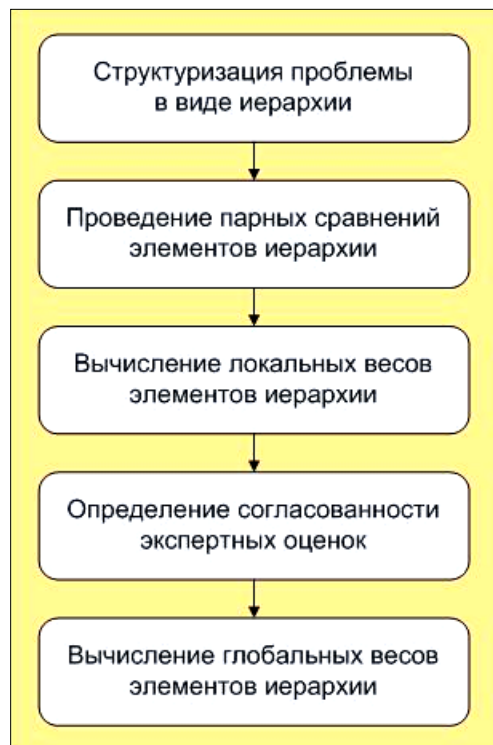 Структуризация проблемы
в виде иерархии
Проведение парных сравнений
элементов иерархии
Вычисление локальных весов
элементов иерархии
Определение согласованности
экспертных оценок
Вычисление глобальных весов
элементов иерархии